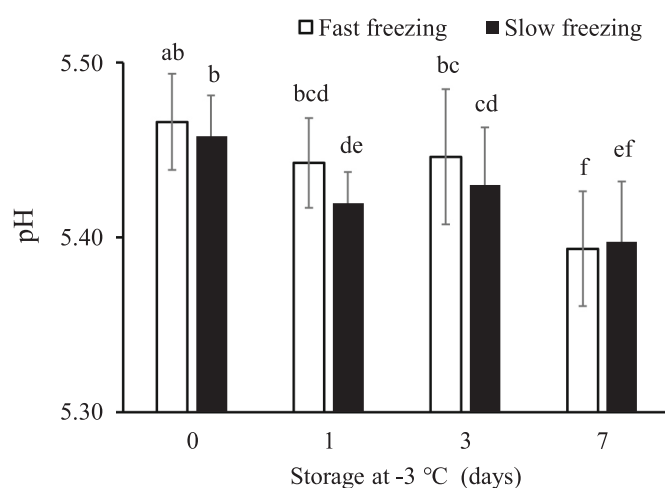 Fast freezing Slow freezing
5.50
5.40
5.30
pH
ab
b
bcd
de
bc
cd
f
ef
0 1 3 7
Storage at -3 °C (days)